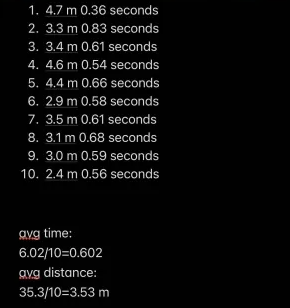 1. 4.7 m 0.36 seconds
2. 3.3 m 0.83 seconds
3. 3.4 m 0.61 seconds
4. 4.6 m 0.54 seconds
5. 4.4 m 0.66 seconds
6. 2.9 m 0.58 seconds
7. 3.5 m 0.61 seconds
8. 3.1 m 0.68 seconds
9. 3.0 m 0.59 seconds
10. 2.4 m 0.56 seconds
avg time:
6.02/10=0.602
avg distance:
35.3/10=3.53 m